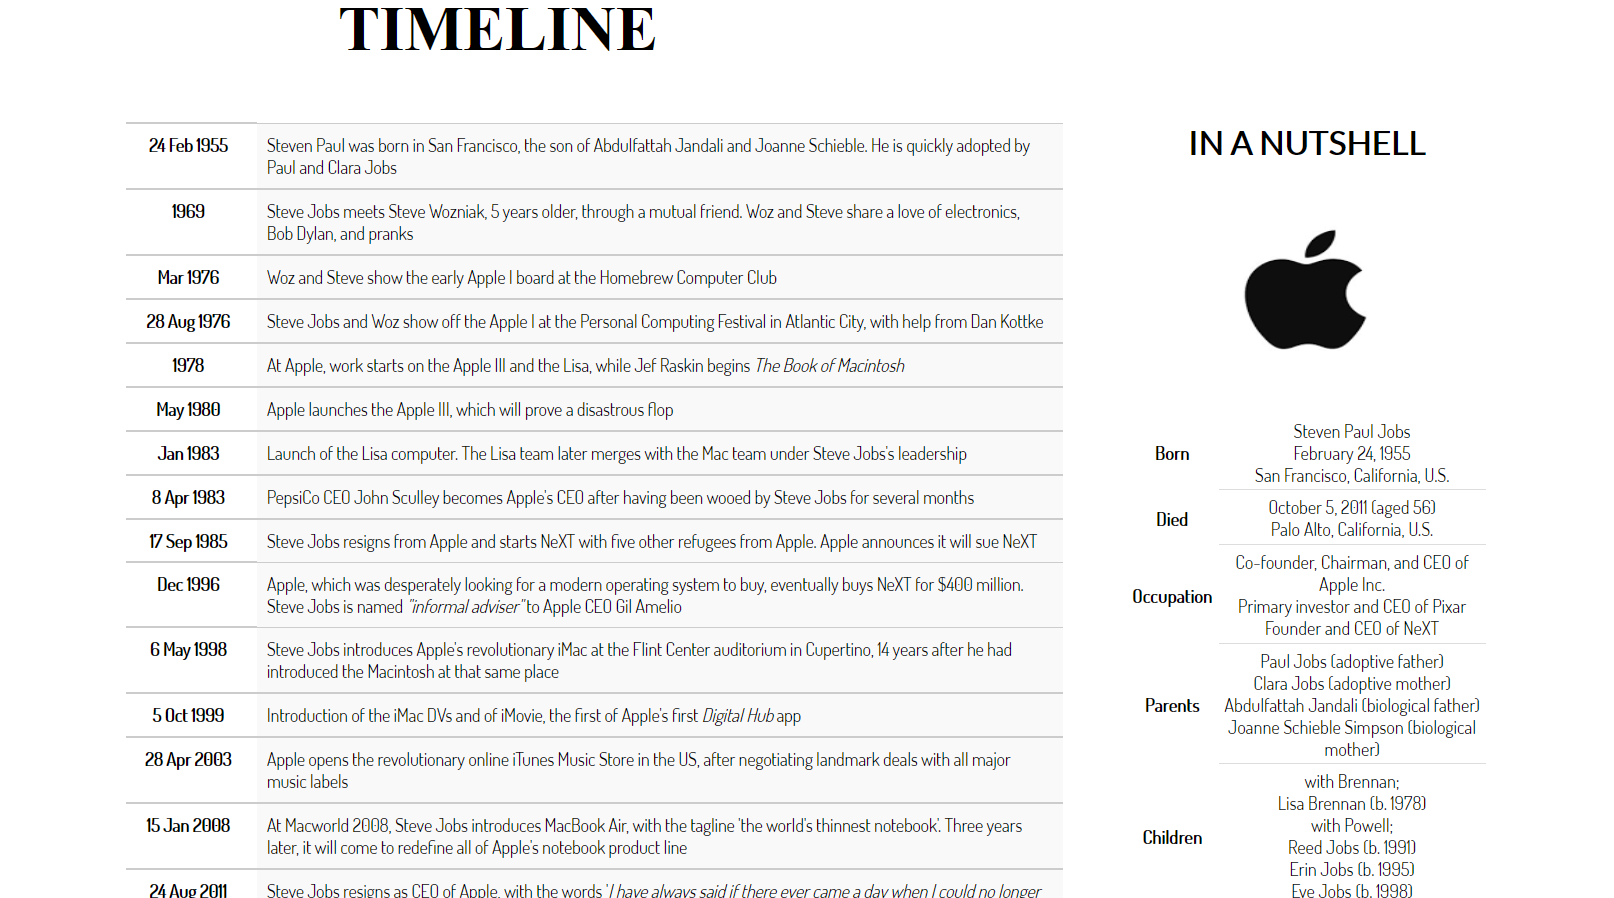 TIMELINE
24 Feb 1955
Steven Paul was born in San Francisco, the son of Abdulfattah Jandali and Joanne Schieble. He is quickly adopted by
Paul and Clara Jobs
1969
Steve Jobs meets Steve Wozniak, 5 years older, through a mutual friend. Woz and Steve share a love of electronics,
Bob Dylan, and pranks
Mar 1976
Woz and Steve show the early Apple I board at the Homebrew Computer Club
28 Aug 1976
Steve Jobs and Woz show off the Apple I at the Personal Computing Festival in Atlantic City, with help from Dan Kottke
1978
At Apple, work starts on the Apple III and the Lisa, while Jef Raskin begins The Book of Macintosh
May 1980
Apple launches the Apple III, which will prove a disastrous flop
Jan 1983
Launch of the Lisa computer. The Lisa team later merges with the Mac team under Steve Jobs's leadership
8 Apr 1983
PepsiCo CEO John Sculley becomes Apple's CEO after having been wooed by Steve Jobs for several months
17 Sep 1985
Steve Jobs resigns from Apple and starts NeXT with five other refugees from Apple. Apple announces it will sue NeXT
Dec 1996
Apple, which was desperately looking for a modern operating system to buy, eventually buys NeXT for $400 million.
Steve Jobs is named "informal adviser" to Apple CEO Gil Amelio
6 May 1998
Steve Jobs introduces Apple's revolutionary iMac at the Flint Center auditorium in Cupertino, 14 years after he had
introduced the Macintosh at that same place
5 Oct 1999
Introduction of the iMac DVs and of iMovie, the first of Apple's first Digital Hub app
28 Apr 2003
Apple opens the revolutionary online iTunes Music Store in the US, after negotiating landmark deals with all major
music labels
15 Jan 2008
At Macworld 2008, Steve Jobs introduces MacBook Air, with the tagline 'the world's thinnest notebook'. Three years
later, it will come to redefine all of Apple's notebook product line
24 Aug 2011
Steve Jobs resigns as CEO of Apple, with the words 'I have always said if there ever came a day when I could no longer
IN A NUTSHELL
Born
Steven Paul Jobs
February 24, 1955
San Francisco, California, U.S.
Died
October 5, 2011 (aged 56)
Palo Alto, California, U.S.
Occupation
Co-founder, Chairman, and CEO of
Apple Inc.
Primary investor and CEO of Pixar
Founder and CEO of NeXT
Parents
Paul Jobs (adoptive father)
Clara Jobs (adoptive mother)
Abdulfattah Jandali (biological father)
Joanne Schieble Simpson (biological
mother)
Children
with Brennan;
Lisa Brennan (b. 1978)
with Powell;
Reed Jobs (b. 1991)
Erin Jobs (b. 1995)
Eve Jobs (b. 1998)